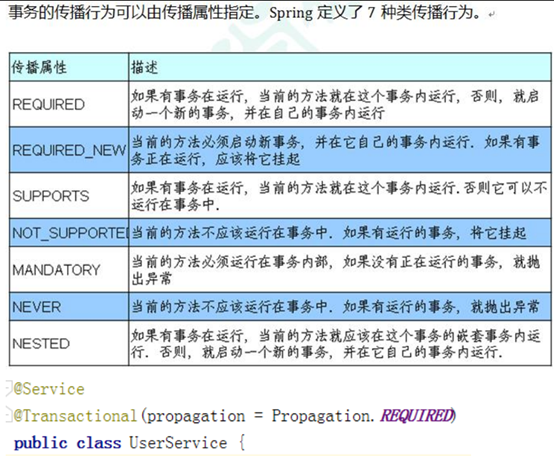 事务的传播行为可以由传播属性指定。Spring 定义了 7 种类传播行为。
传播属性 描述
REQUIRED 如果有事务在运行，当前的方法就在这个事务内运行，否则，就启
动一个新的事务，并在自己的事务内运行
REQUIRED_NEW 当前的方法必须启动新事务，并在它自己的事务内运行．如果有事
务正在运行，应该将它挂起
SUPPORTS 如果有事务在运行，当前的方法就在这个事务内运行.否则它可以不
运行在事务中.
NOT_SUPPORTED 当前的方法不应该运行在事务中．如果有运行的事务，将它挂起
MANDATORY 当前的方法必须运行在事务内部，如果没有正在运行的事务，就抛
出异常
NEVER 当前的方法不应该运行在事务中．如果有运行的事务，就抛出异常
NESTED 如果有事务在运行，当前的方法就应该在这个事务的嵌套事务内运
行．否则，就启动一个新的事务，并在它自己的事务内运行.
@Service
@Transactional(propagation = Propagation.REQUIRED)
public class UserService {